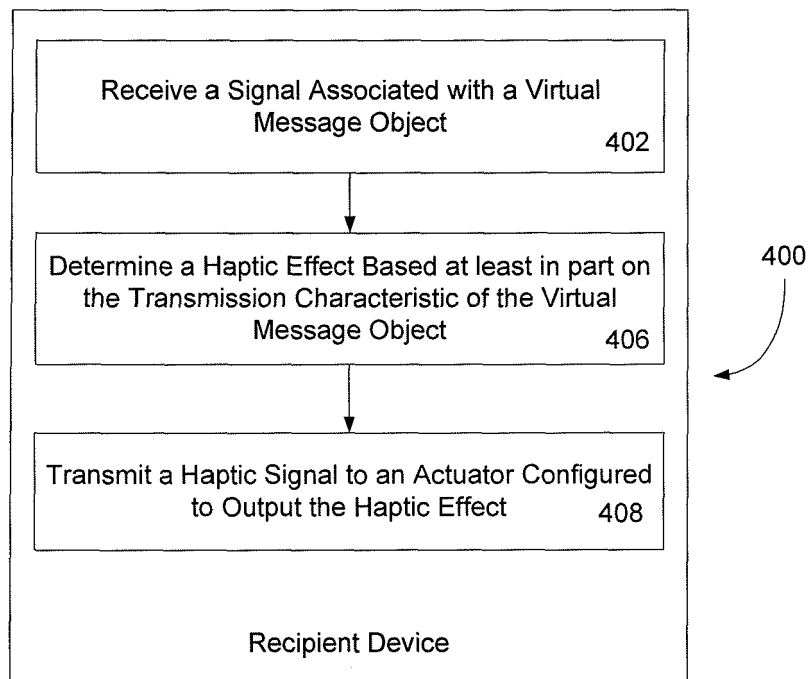 Receive a Signal Associated with a Virtual
Message Object
402
Determine a Haptic Effect Based at least in part on
the Transmission Characteristic of the Virtual
Message Object
406
400
Transmit a Haptic Signal to an Actuator Configured
to Output the Haptic Effect
408
Recipient Device